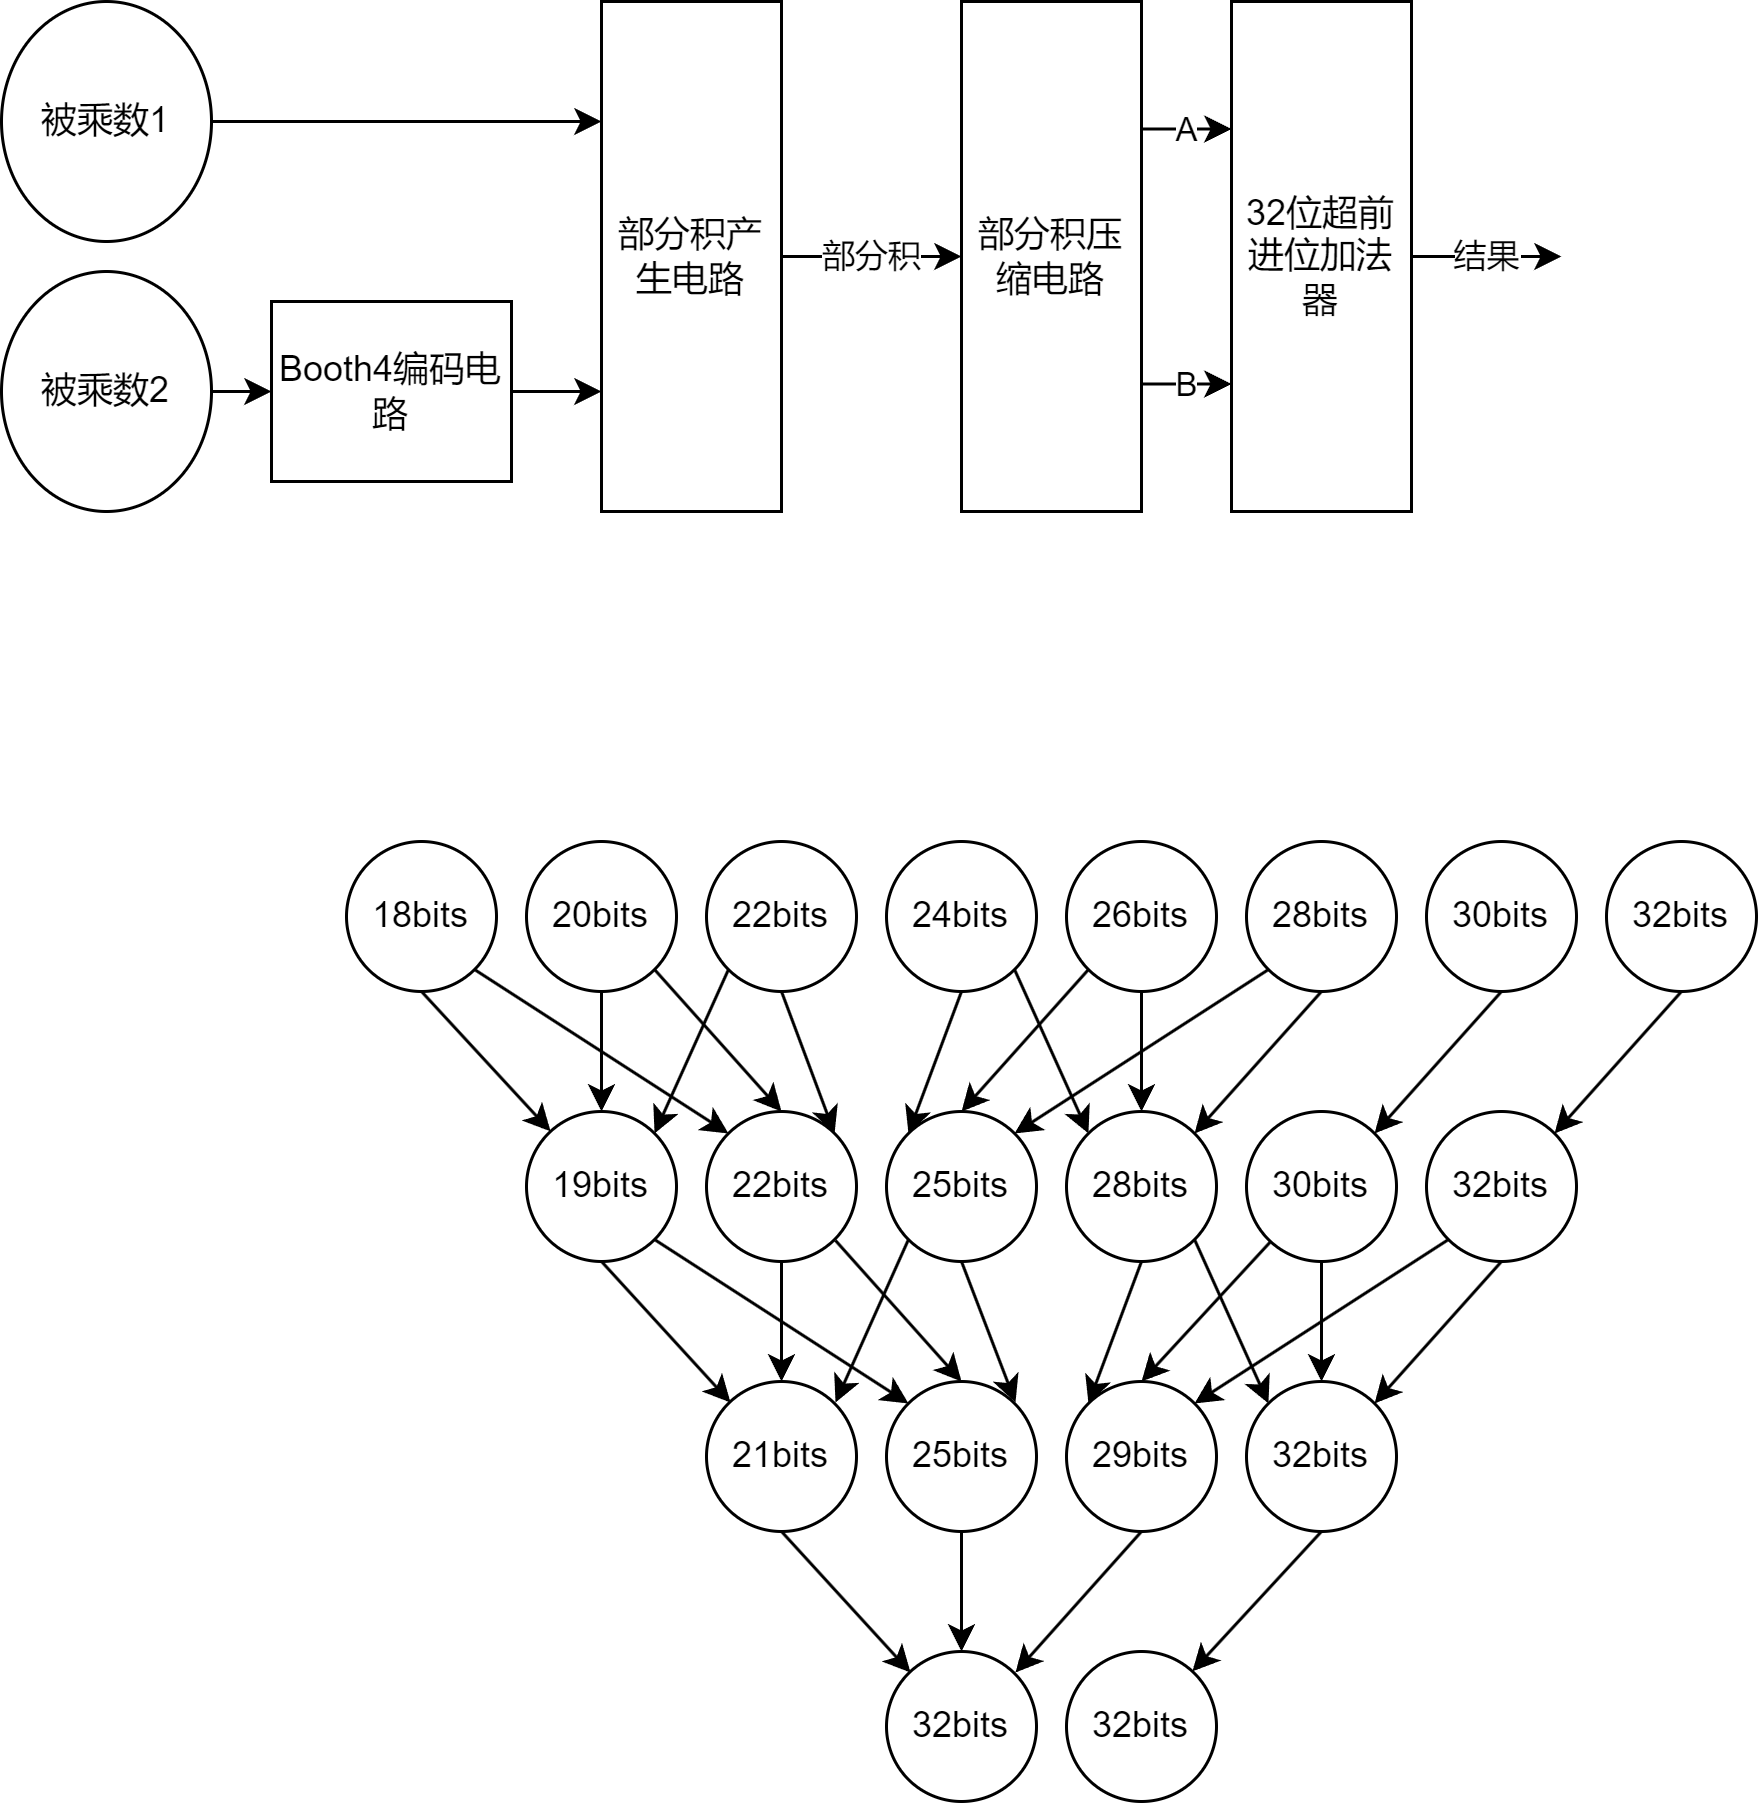 被乘数1
被乘数2
Booth4编码电
路
部分积产
生电路
部分积
部分积压
缩电路
A
B
32位超前
进位加法
器
结果
18bits
20bits
22bits
24bits
26bits
28bits
30bits
32bits
19bits
22bits
25bits
28bits
30bits
32bits
21bits
25bits
29bits
32bits
32bits
32bits